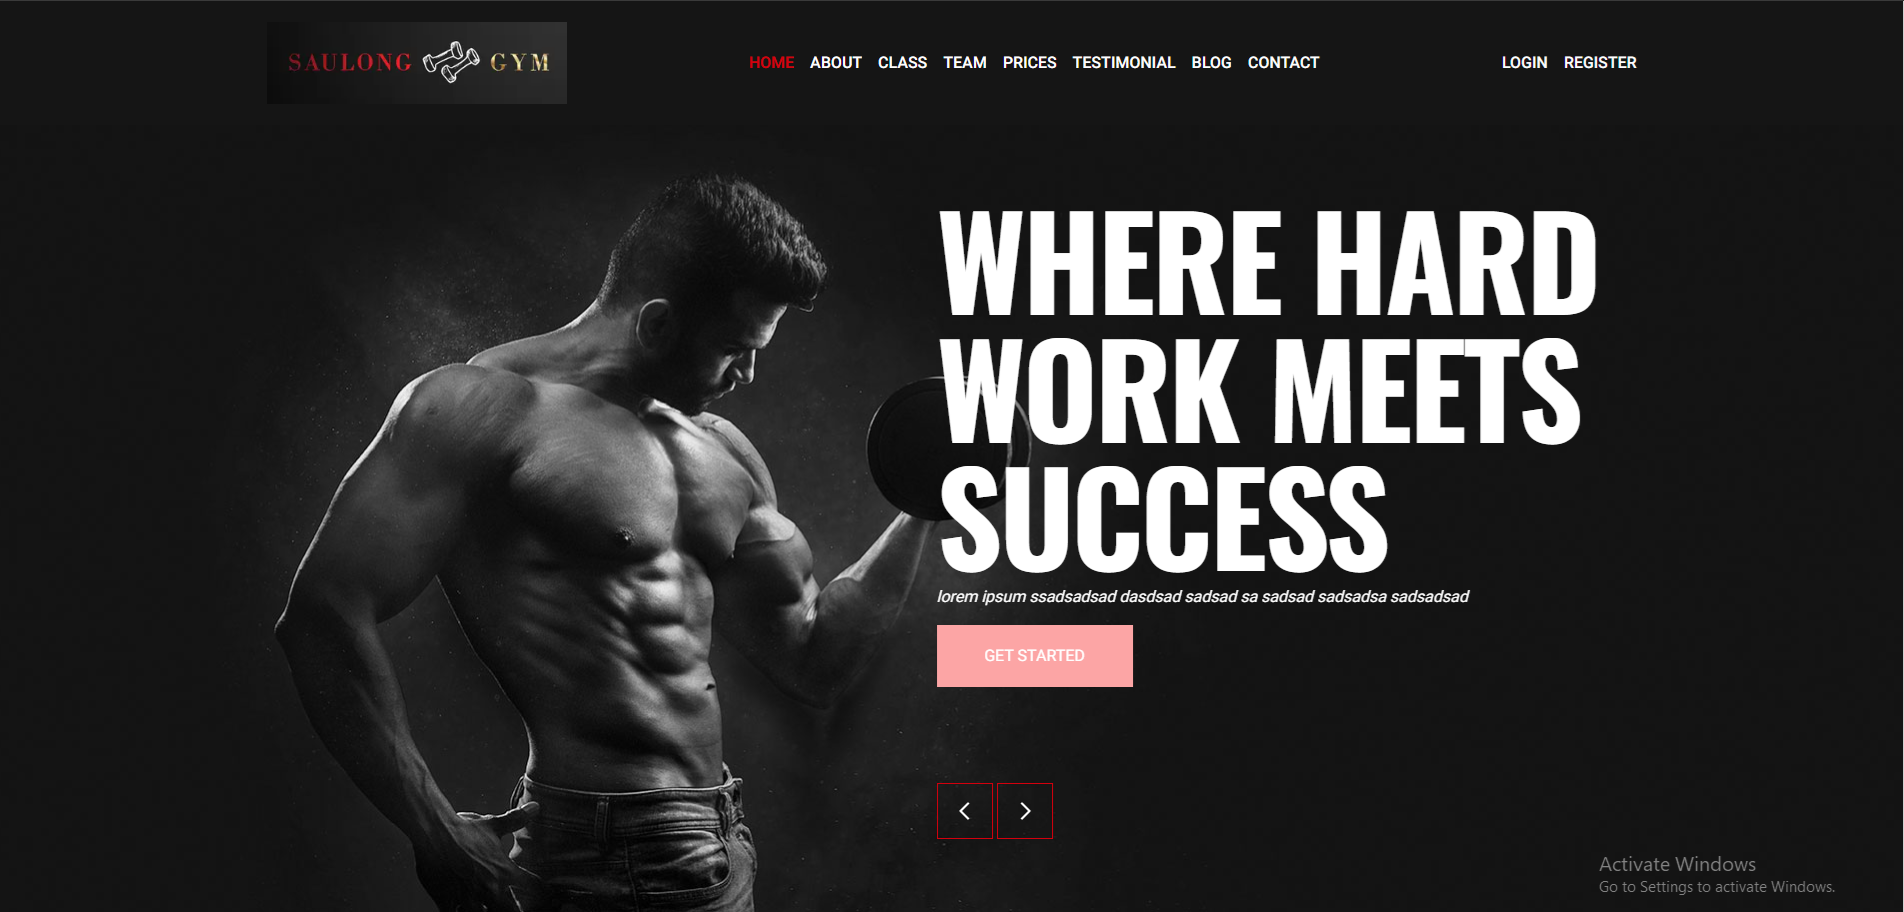 SAULONG GYM
HOME ABOUT CLASS TEAM PRICES TESTIMONIAL BLOG CONTACT
LOGIN REGISTER
WHERE HARD
WORK MEETS
SUCCESS
lorem ipsum ssadsadsad dasdsad sadsad sa sadsad sadsadsa sadsadsad
GET STARTED
Activate Windows
Go to Settings to activate Windows.